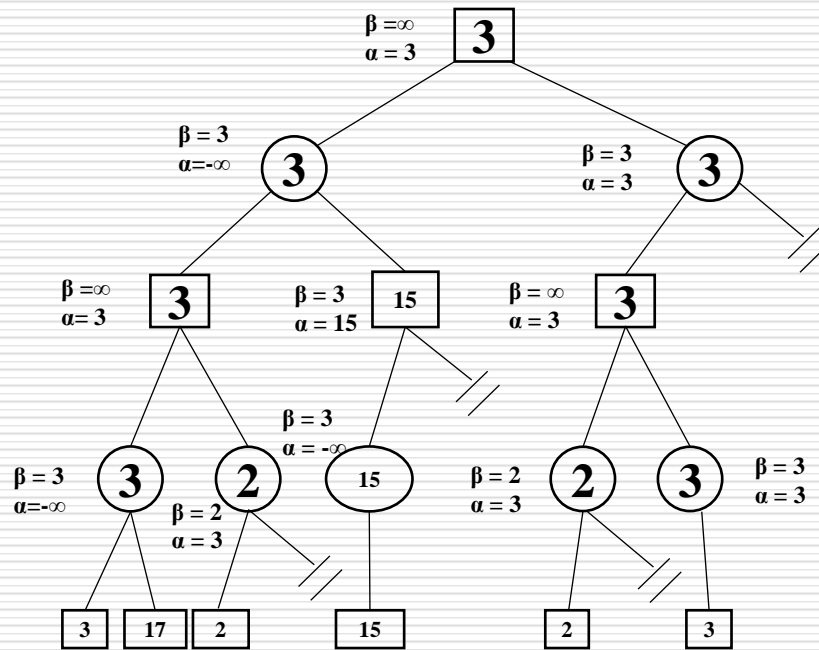 β =∞
α = 3
3
β = 3
α=-∞
3
β = 3
α = 3
3
β =∞
α= 3
3
β = 3
α = 15
15
β = ∞
α = 3
3
β = 3
α=-∞
3
β = 2
α = 3
2
β = 3
α = -∞
15
β = 2
α = 3
2
3
β = 3
α = 3
3
17
2
15
2
3